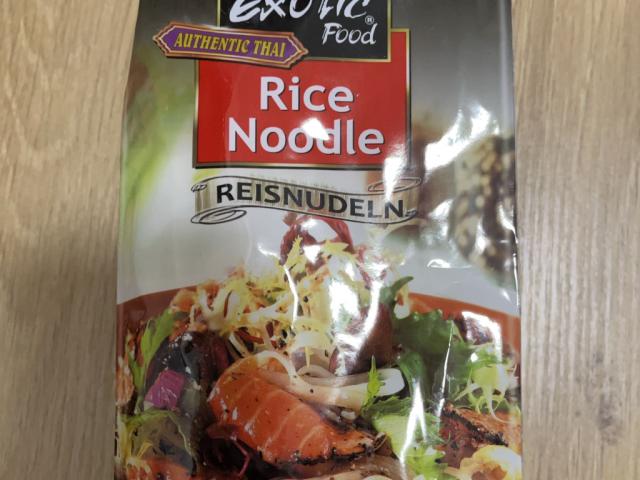 EXOTIC
Food®
AUTHENTIC THAI
Rice
Noodle
REISNUDELN